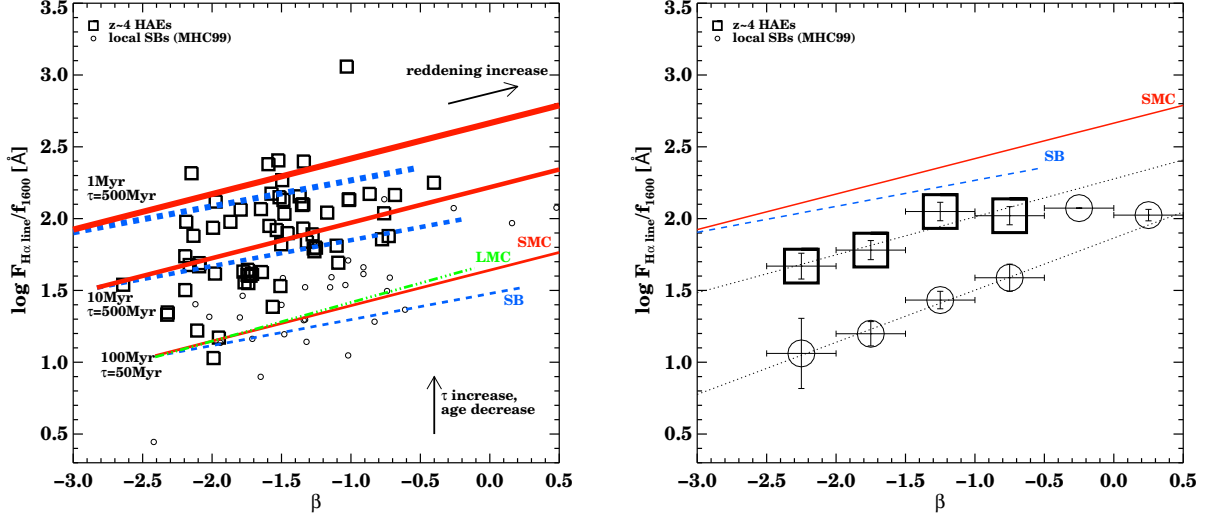 z~4 HAEs
local SBs (MHC99)
reddening increase
1Myr
τ=500Myr
10Myr
τ=500Myr
100Myr
τ=50Myr
SMC
LMC
SB
τ increase,
age decrease
log F_Hα line/f_1600 [Å]
3.5
3.0
2.5
2.0
1.5
1.0
0.5
−3.0 −2.5 −2.0 −1.5 −1.0 −0.5 0.0 0.5
β
z~4 HAEs
local SBs (MHC99)
SMC
SB
log F_Hα line/f_1600 [Å]
3.5
3.0
2.5
2.0
1.5
1.0
0.5
−3.0 −2.5 −2.0 −1.5 −1.0 −0.5 0.0 0.5
β